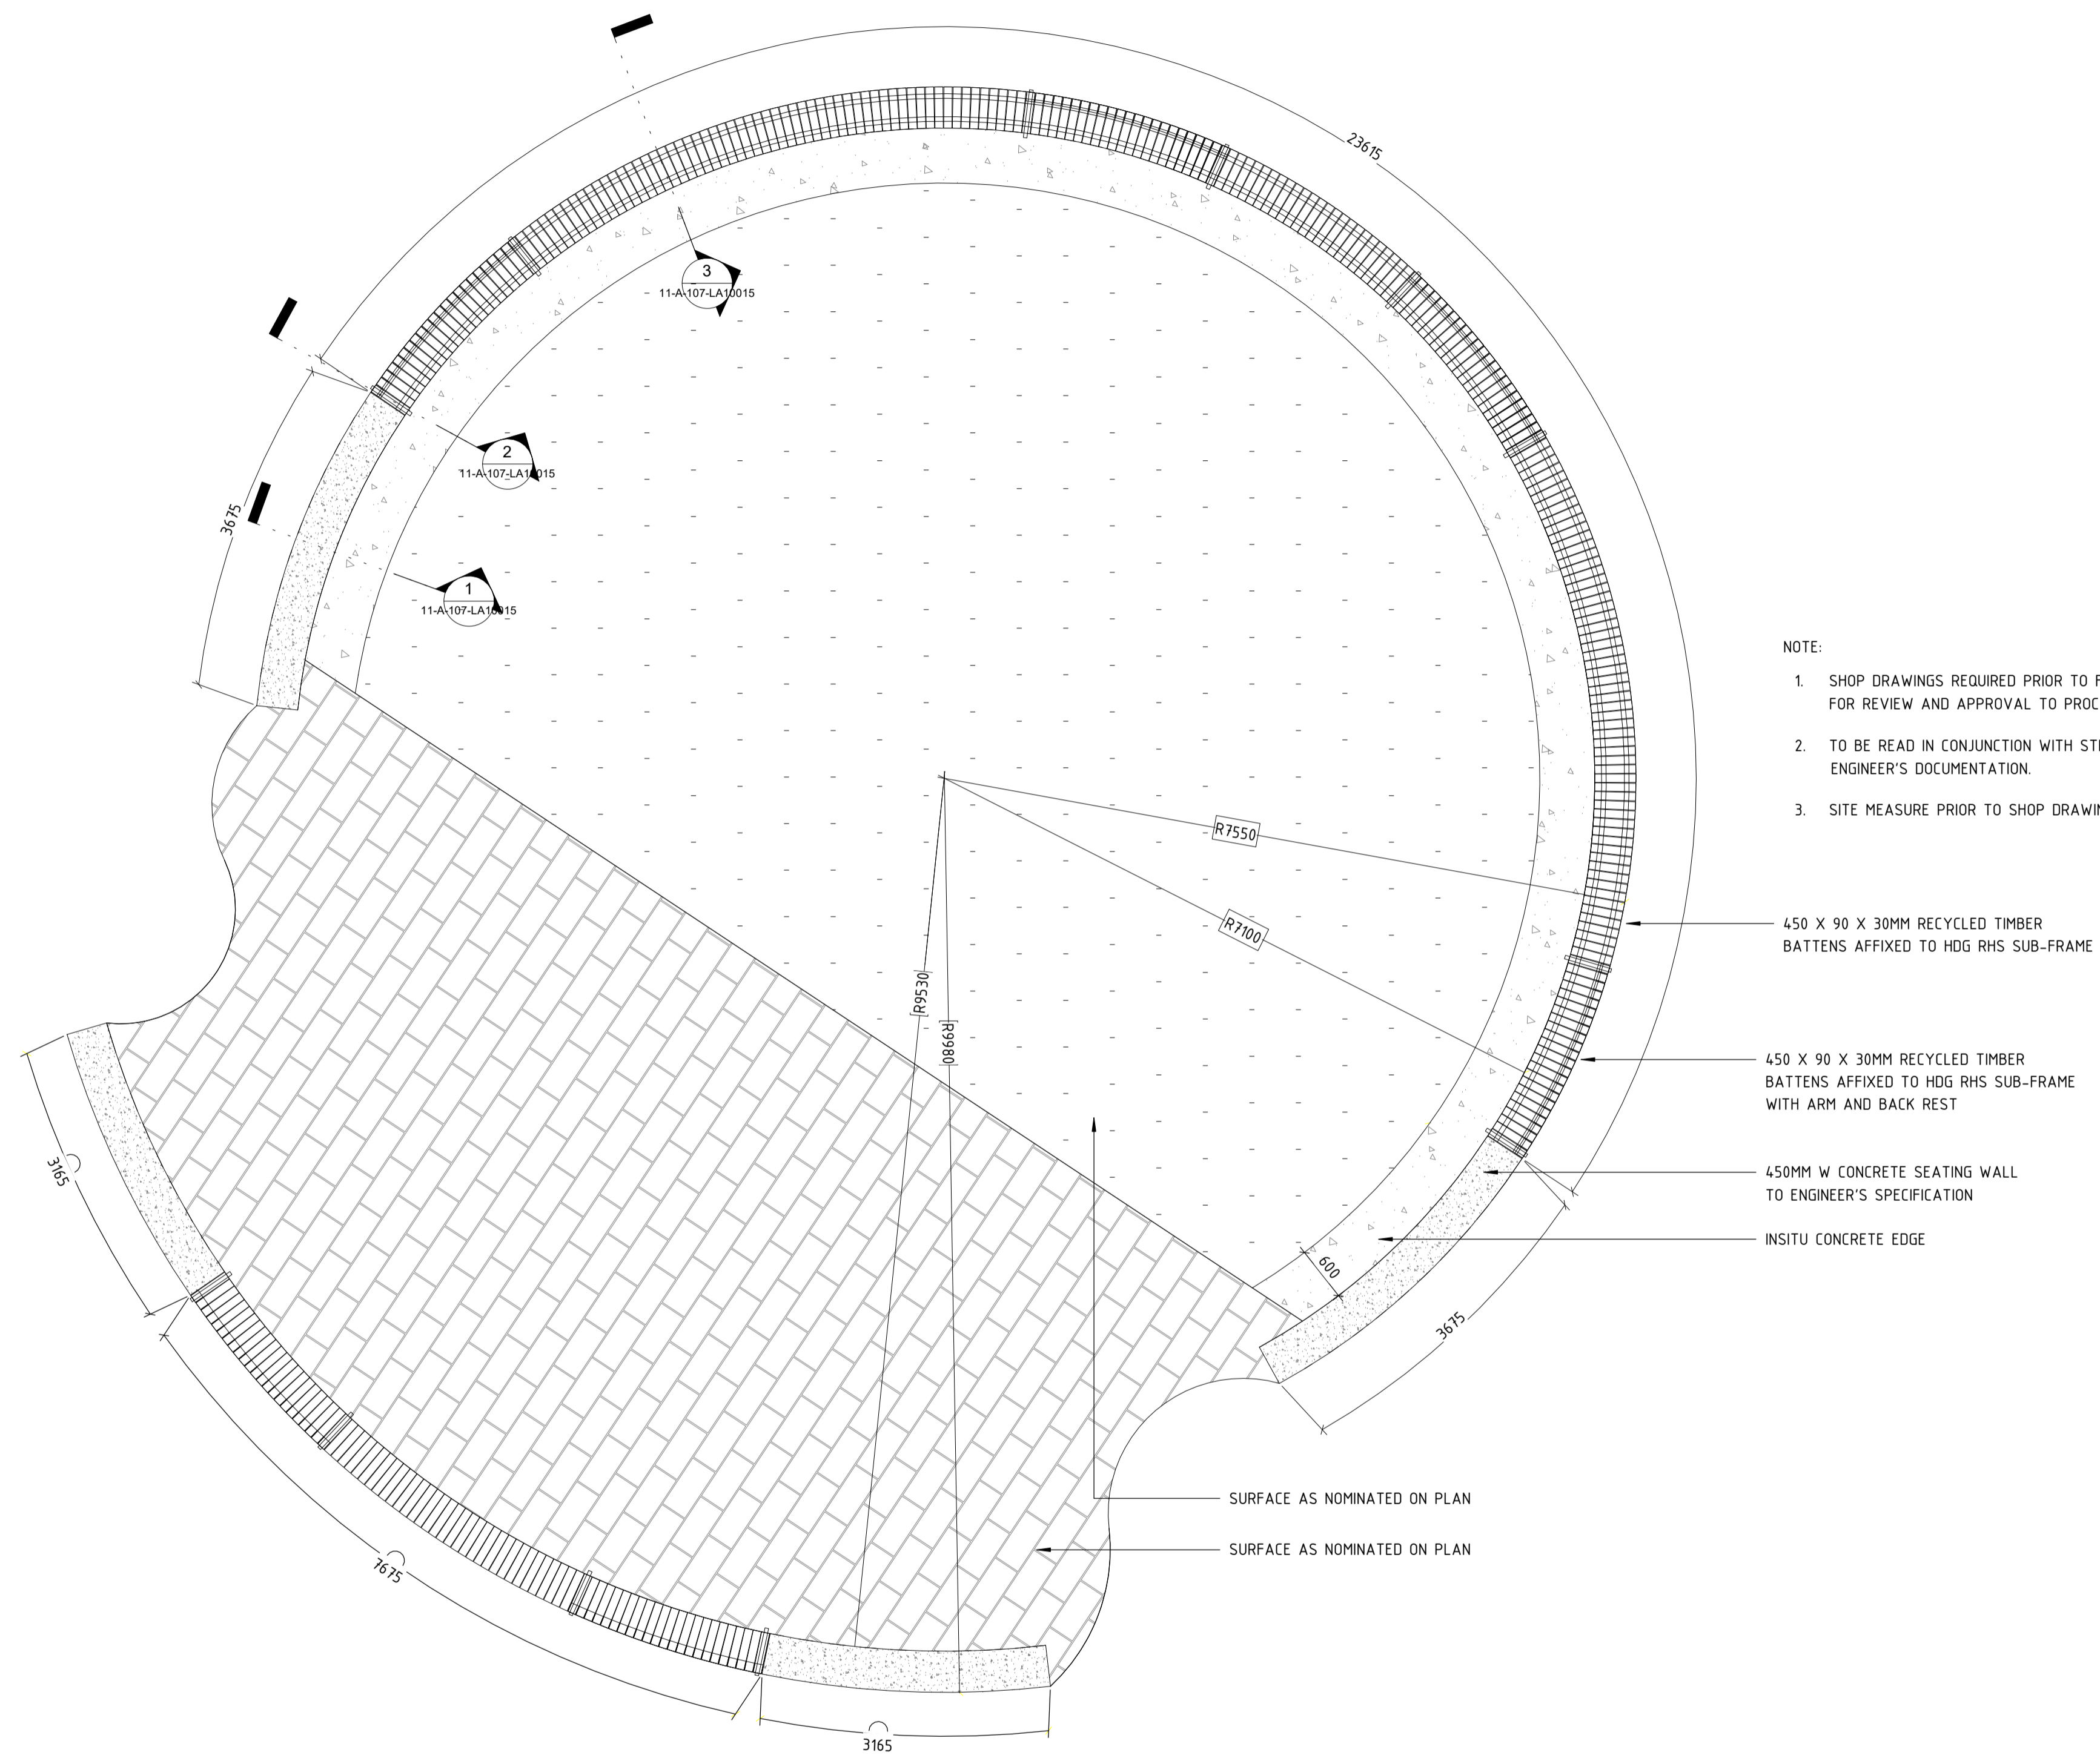 23615
3
11-A-107-LA10015
2
11-A-107-LA10015
3675
1
11-A-107-LA10015
NOTE:
1. SHOP DRAWINGS REQUIRED PRIOR TO
FOR REVIEW AND APPROVAL TO
2. TO BE READ IN CONJUNCTION WITH
ENGINEER'S DOCUMENTATION.
3. SITE MEASURE PRIOR TO SHOP
R7550
R7100
450 X 90 X 30MM RECYCLED TIMBER
BATTENS AFFIXED TO HDG RHS SUB-FRAME
R9530
R9980
450 X 90 X 30MM RECYCLED TIMBER
BATTENS AFFIXED TO HDG RHS SUB-FRAME
WITH ARM AND BACK REST
3165
450MM W CONCRETE SEATING WALL
TO ENGINEER'S SPECIFICATION
INSITU CONCRETE EDGE
600
3675
SURFACE AS NOMINATED ON PLAN
SURFACE AS NOMINATED ON PLAN
7675
3165